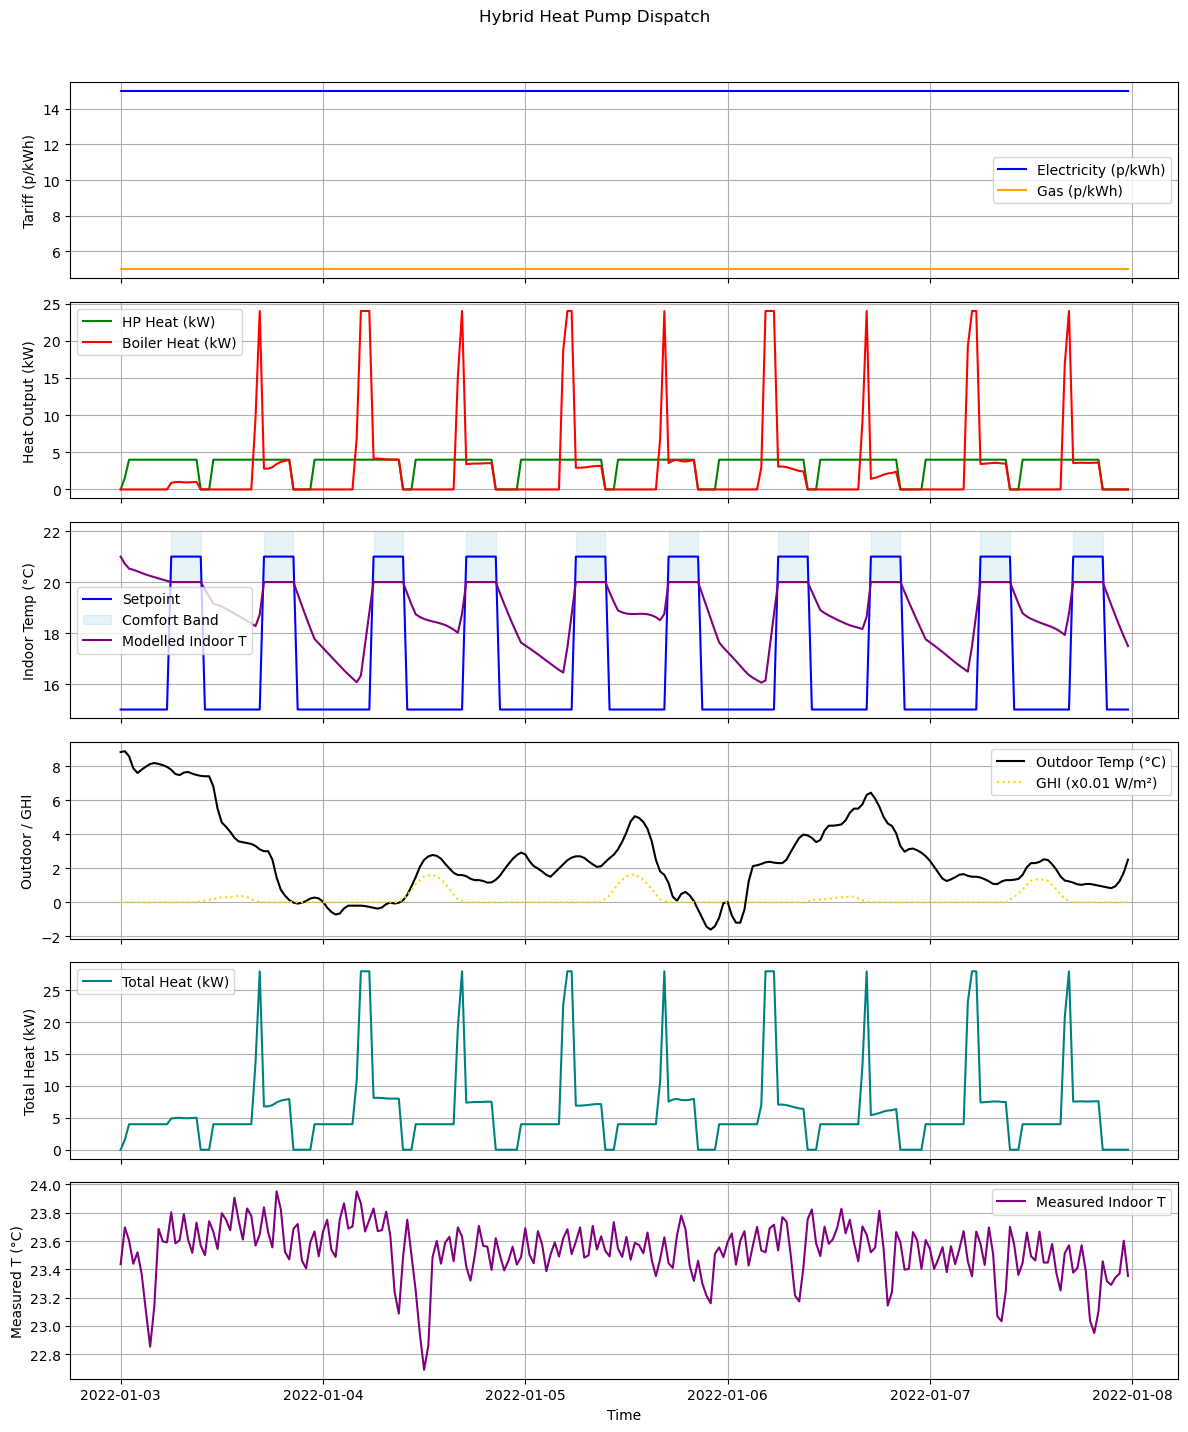 Hybrid Heat Pump Dispatch
14
12
10
8
6
Tariff (p/kWh)
Electricity (p/kWh)
Gas (p/kWh)
25
20
15
10
5
0
Heat Output (kW)
HP Heat (kW)
Boiler Heat (kW)
22
20
18
16
Indoor Temp (°C)
Setpoint
Comfort Band
Modelled Indoor T
8
6
4
2
0
−2
Outdoor / GHI
Outdoor Temp (°C)
GHI (x0.01 W/m²)
25
20
15
10
5
0
Total Heat (kW)
Total Heat (kW)
24.0
23.8
23.6
23.4
23.2
23.0
22.8
Measured T (°C)
Measured Indoor T
2022-01-03 2022-01-04 2022-01-05 2022-01-06 2022-01-07 2022-01-08
Time